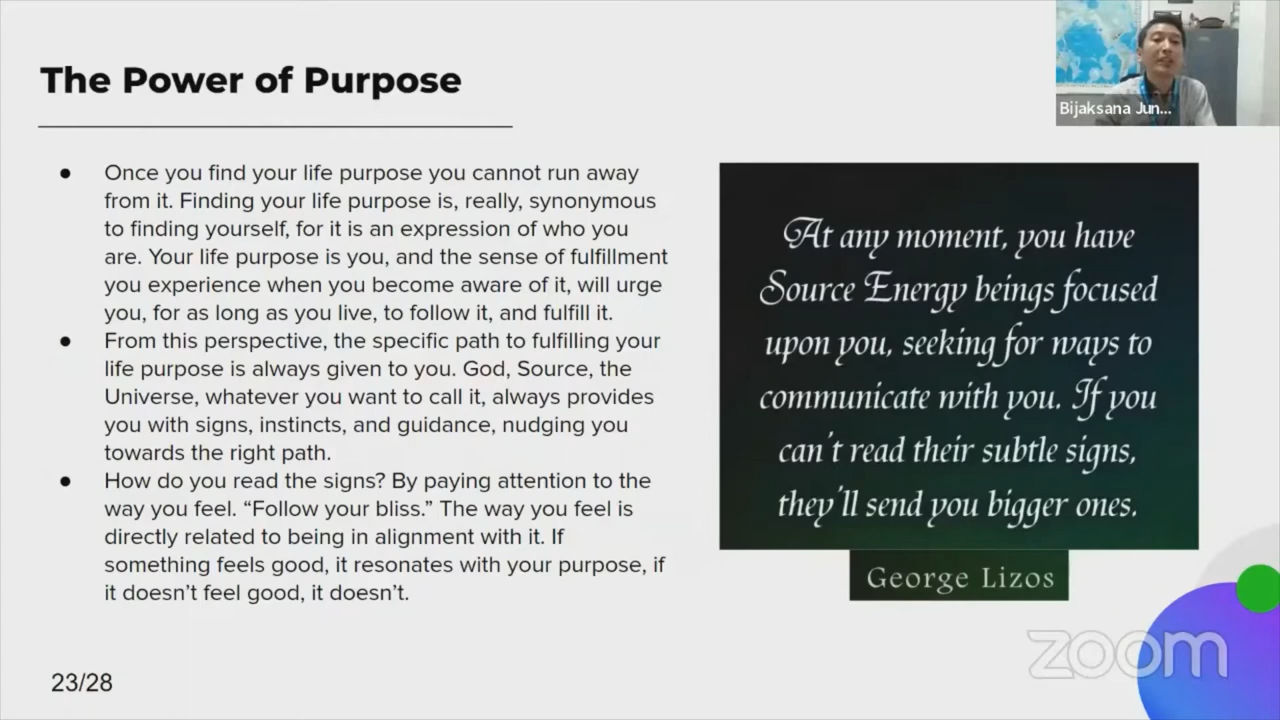 The Power of Purpose
Bijaksana Jun...
● Once you find your life purpose you cannot run away
from it. Finding your life purpose is, really, synonymous
to finding yourself, for it is an expression of who you
are. Your life purpose is you, and the sense of fulfillment
you experience when you become aware of it, will urge
you, for as long as you live, to follow it, and fulfill it.
● From this perspective, the specific path to fulfilling your
life purpose is always given to you. God, Source, the
Universe, whatever you want to call it, always provides
you with signs, instincts, and guidance, nudging you
towards the right path.
● How do you read the signs? By paying attention to the
way you feel. “Follow your bliss.” The way you feel is
directly related to being in alignment with it. If
something feels good, it resonates with your purpose, if
it doesn’t feel good, it doesn’t.
At any moment, you have
Source Energy beings focused
upon you, seeking for ways to
communicate with you. If you
can't read their subtle signs,
they'll send you bigger ones.
George Lizos
zoom
23/28